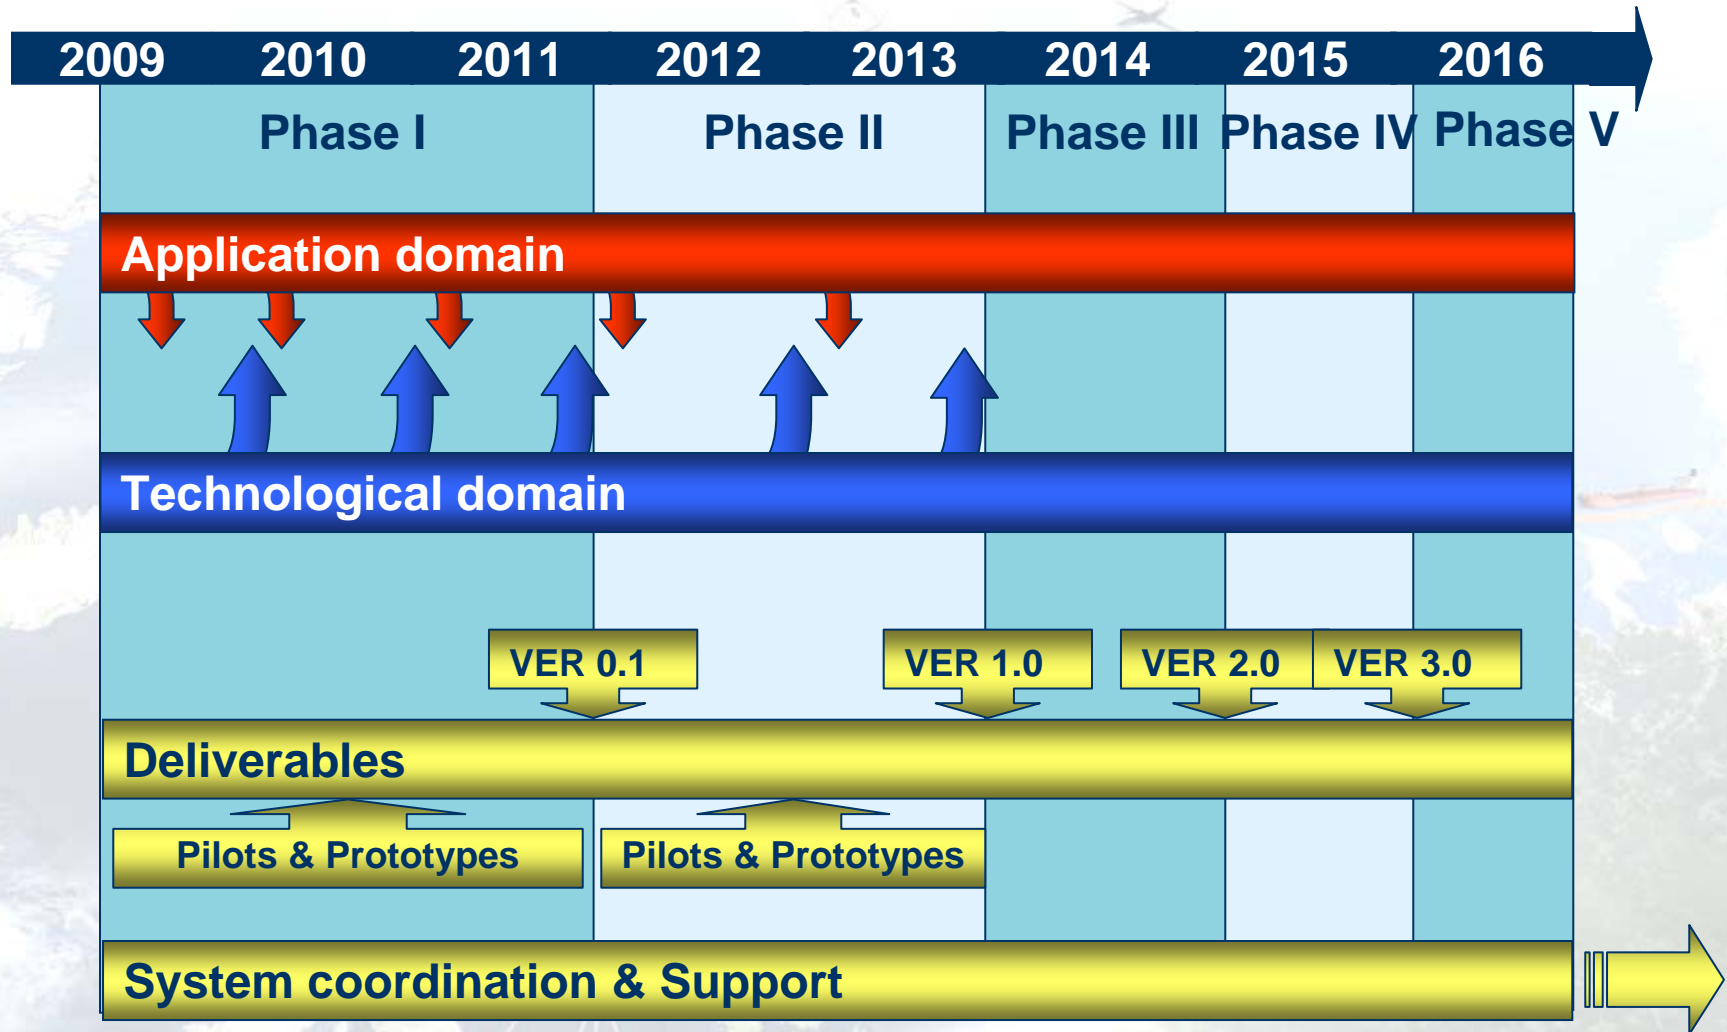 2009 2010 2011 2012 2013 2014 2015 2016
Phase I Phase II Phase III Phase IV Phase V
Application domain
Technological domain
VER 0.1 VER 1.0 VER 2.0 VER 3.0
Deliverables
Pilots & Prototypes Pilots & Prototypes
System coordination & Support